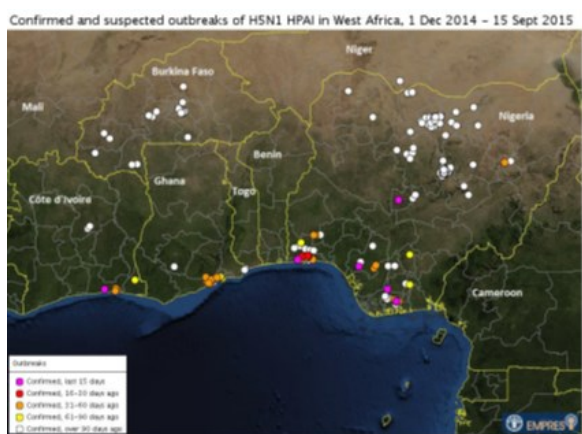 Confirmed and suspected outbreaks of H5N1 HPAI in West Africa, 1 Dec 2014 - 15 Sept 2015
Niger
Burkina Faso
Mali
Nigeria
Benin
Ghana
Togo
Côte d'Ivoire
Cameroon
Outbreaks
Confirmed, last 15 days
Confirmed, 16-30 days ago
Confirmed, 31-60 days ago
Confirmed, 61-90 days ago
Confirmed, over 90 days ago
EMPRES